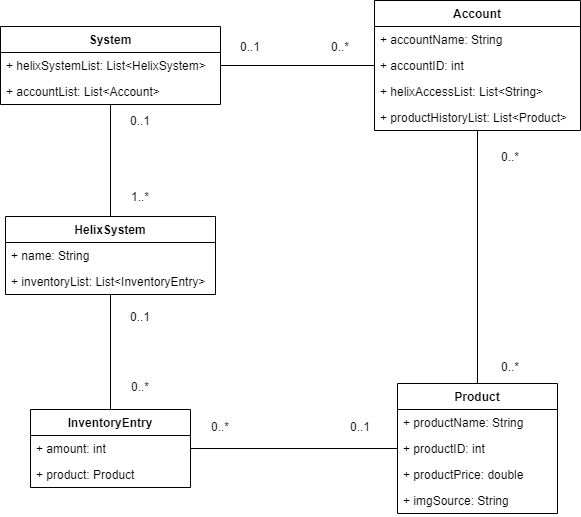 System
+ helixSystemList: List<HelixSystem>
+ accountList: List<Account>
0..1
0..*
Account
+ accountName: String
+ accountID: int
+ helixAccessList: List<String>
+ productHistoryList: List<Product>
0..1
1..*
0..*
HelixSystem
+ name: String
+ inventoryList: List<InventoryEntry>
0..1
0..*
0..*
InventoryEntry
+ amount: int
+ product: Product
0..*
0..1
Product
+ productName: String
+ productID: int
+ productPrice: double
+ imgSource: String